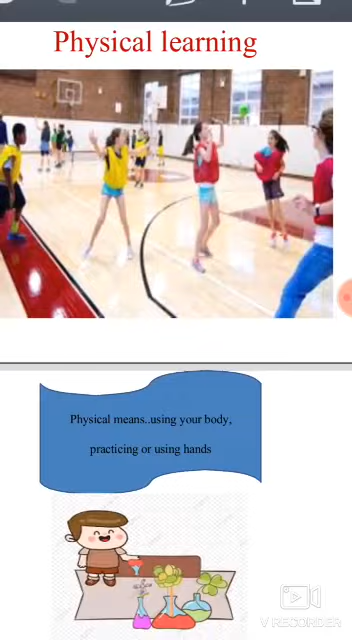 Physical learning
Physical means..using your body,
practicing or using hands
V RECORDER